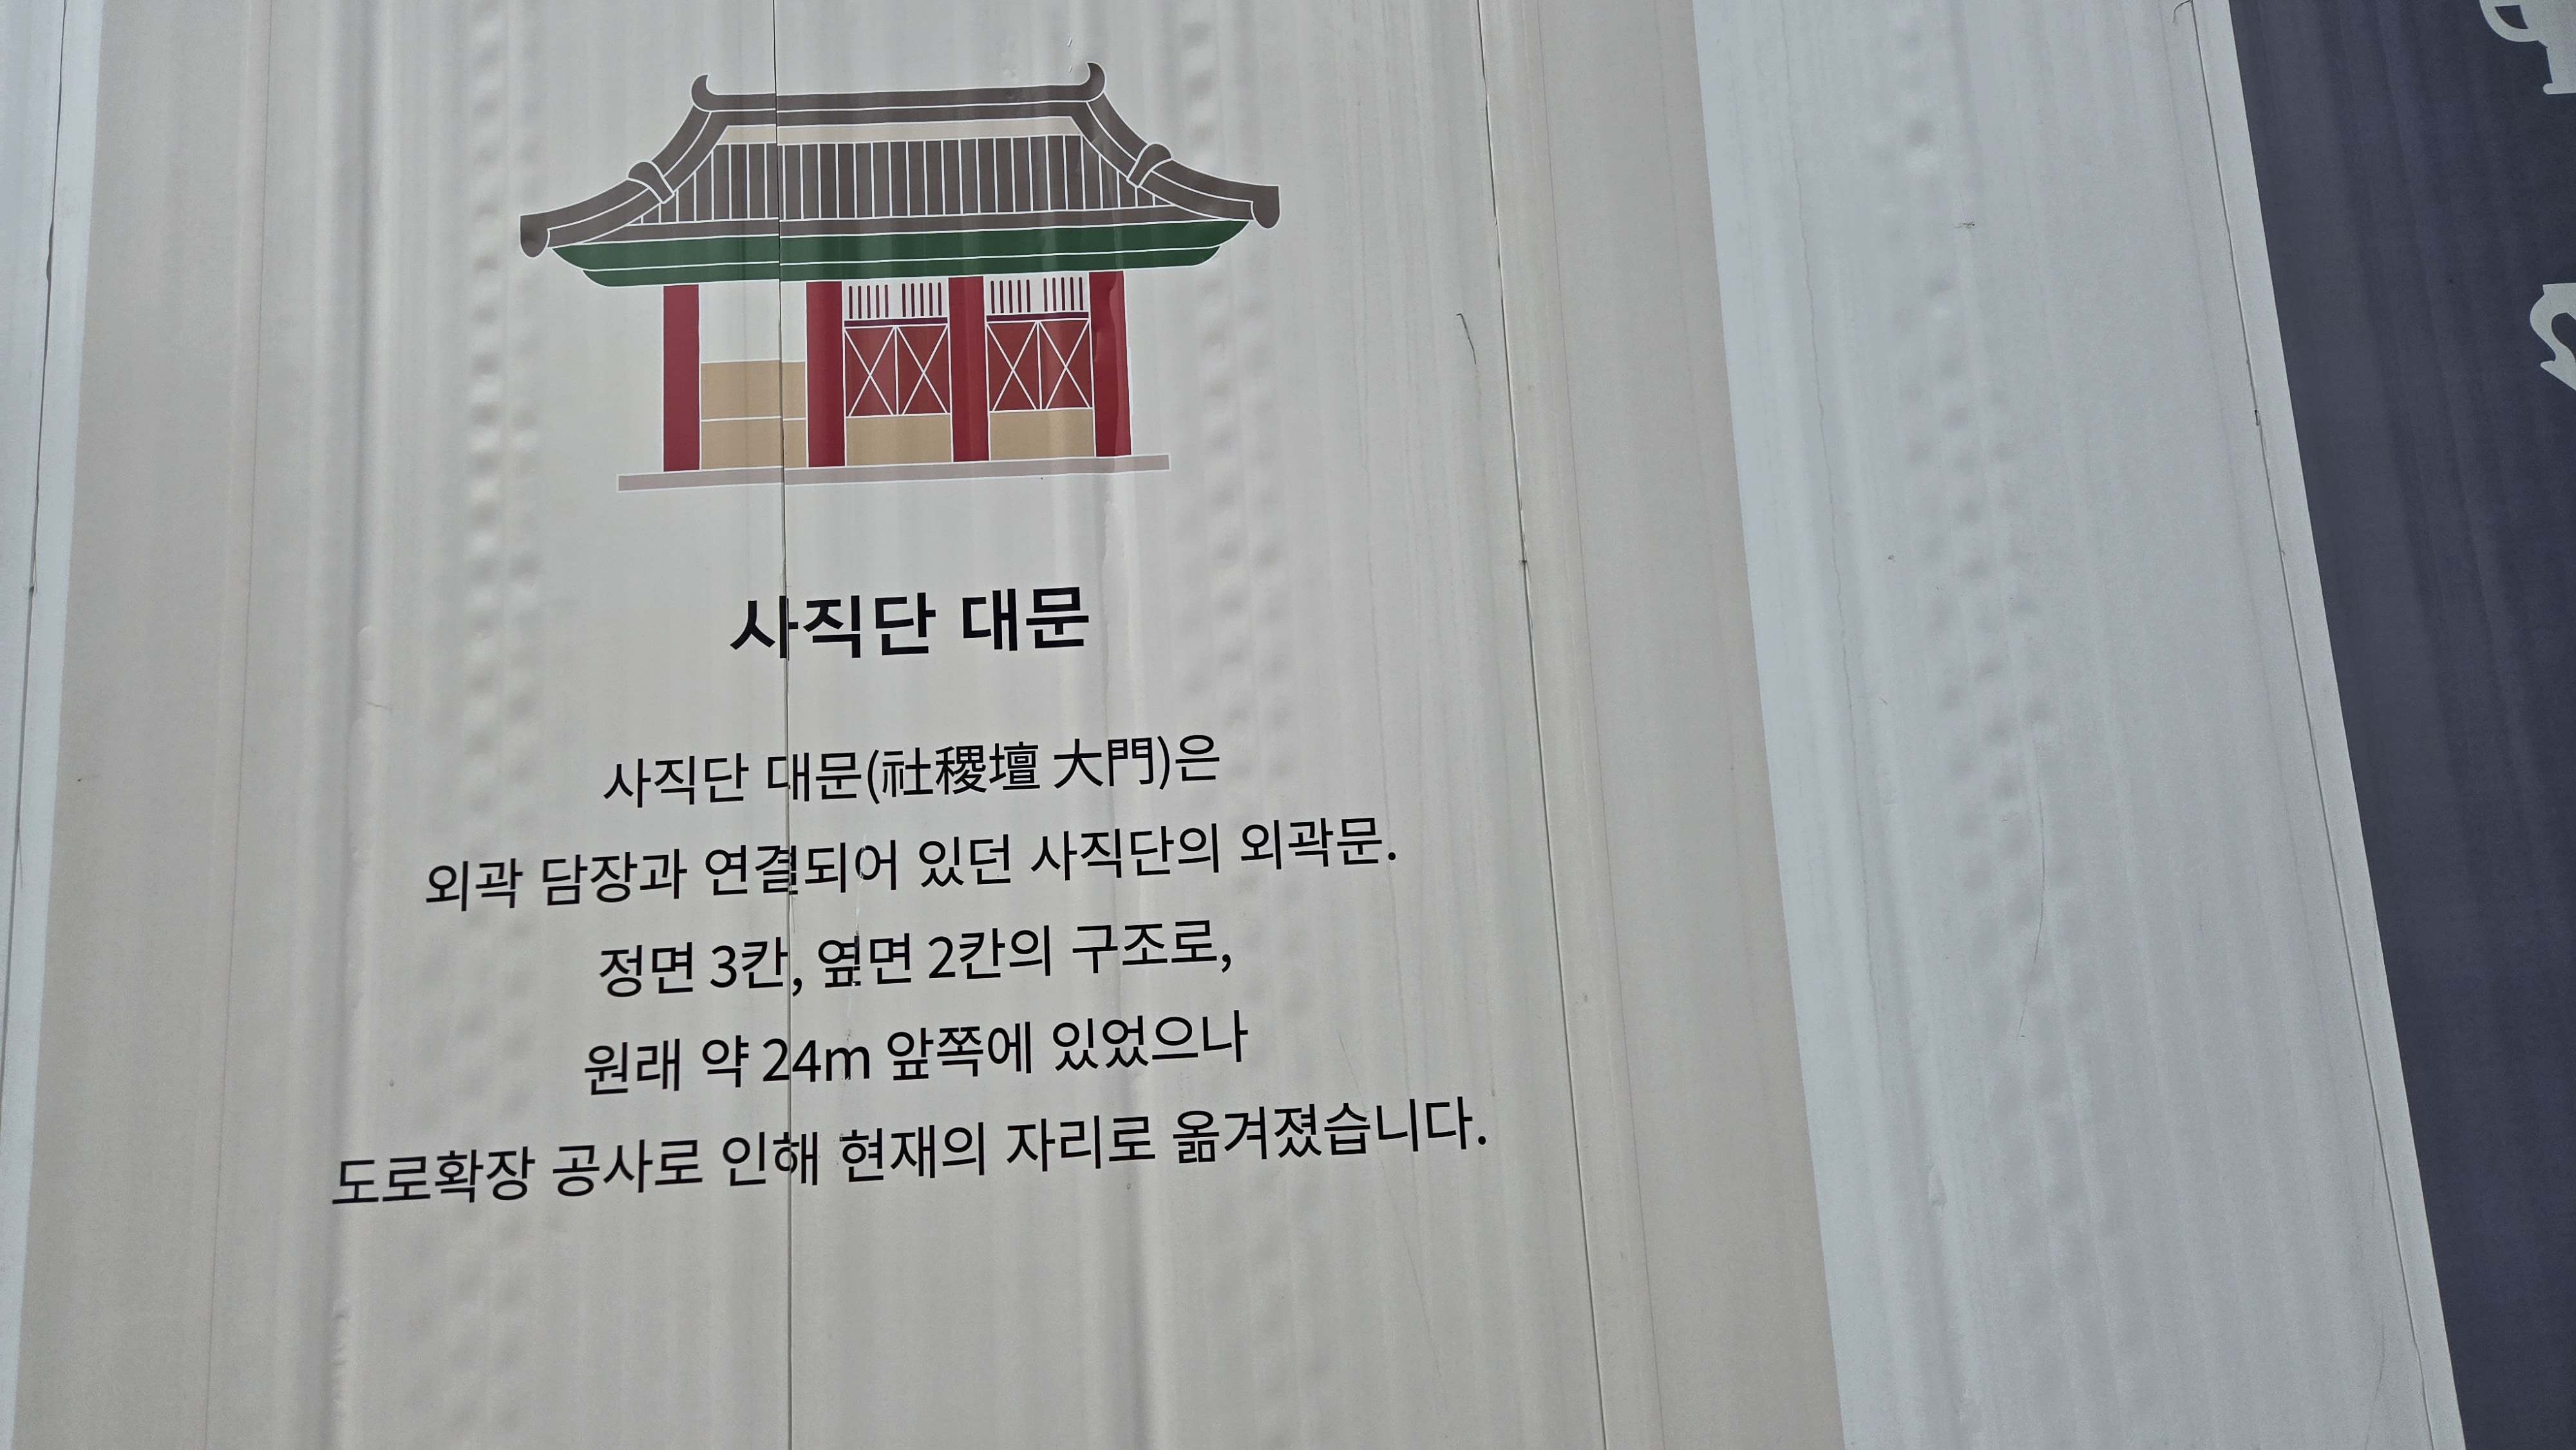 사직단 대문
사직단 대문(社稷壇 大門)은
외곽 담장과 연결되어 있던 사직단의 외곽문.
정면 3칸, 옆면 2칸의 구조로,
원래 약 24m 앞쪽에 있었으나
도로확장 공사로 인해 현재의 자리로 옮겨졌습니다.